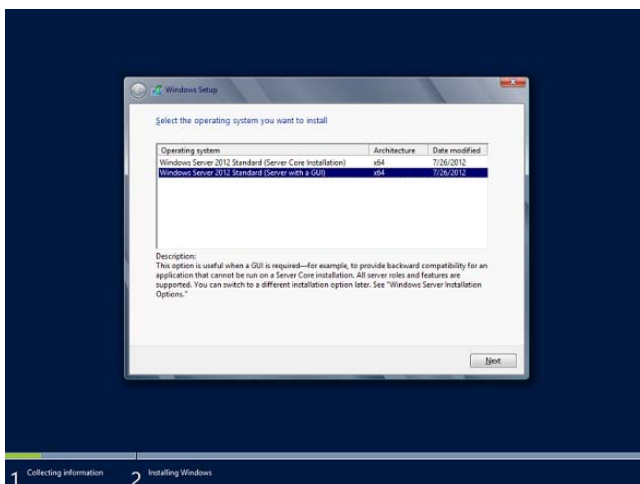 Windows Setup
Select the operating system you want to install
Operating system Architecture Date modified
Windows Server 2012 Standard (Server Core Installation) x64 7/26/2012
Windows Server 2012 Standard (Server with a GUI) x64 7/26/2012
Description:
This option is useful when a GUI is required—for example, to provide backward compatibility for an
application that cannot be run on a Server Core installation. All server roles and features are
supported. You can switch to a different installation option later. See "Windows Server Installation
Options."
Next
1 Collecting information 2 Installing Windows